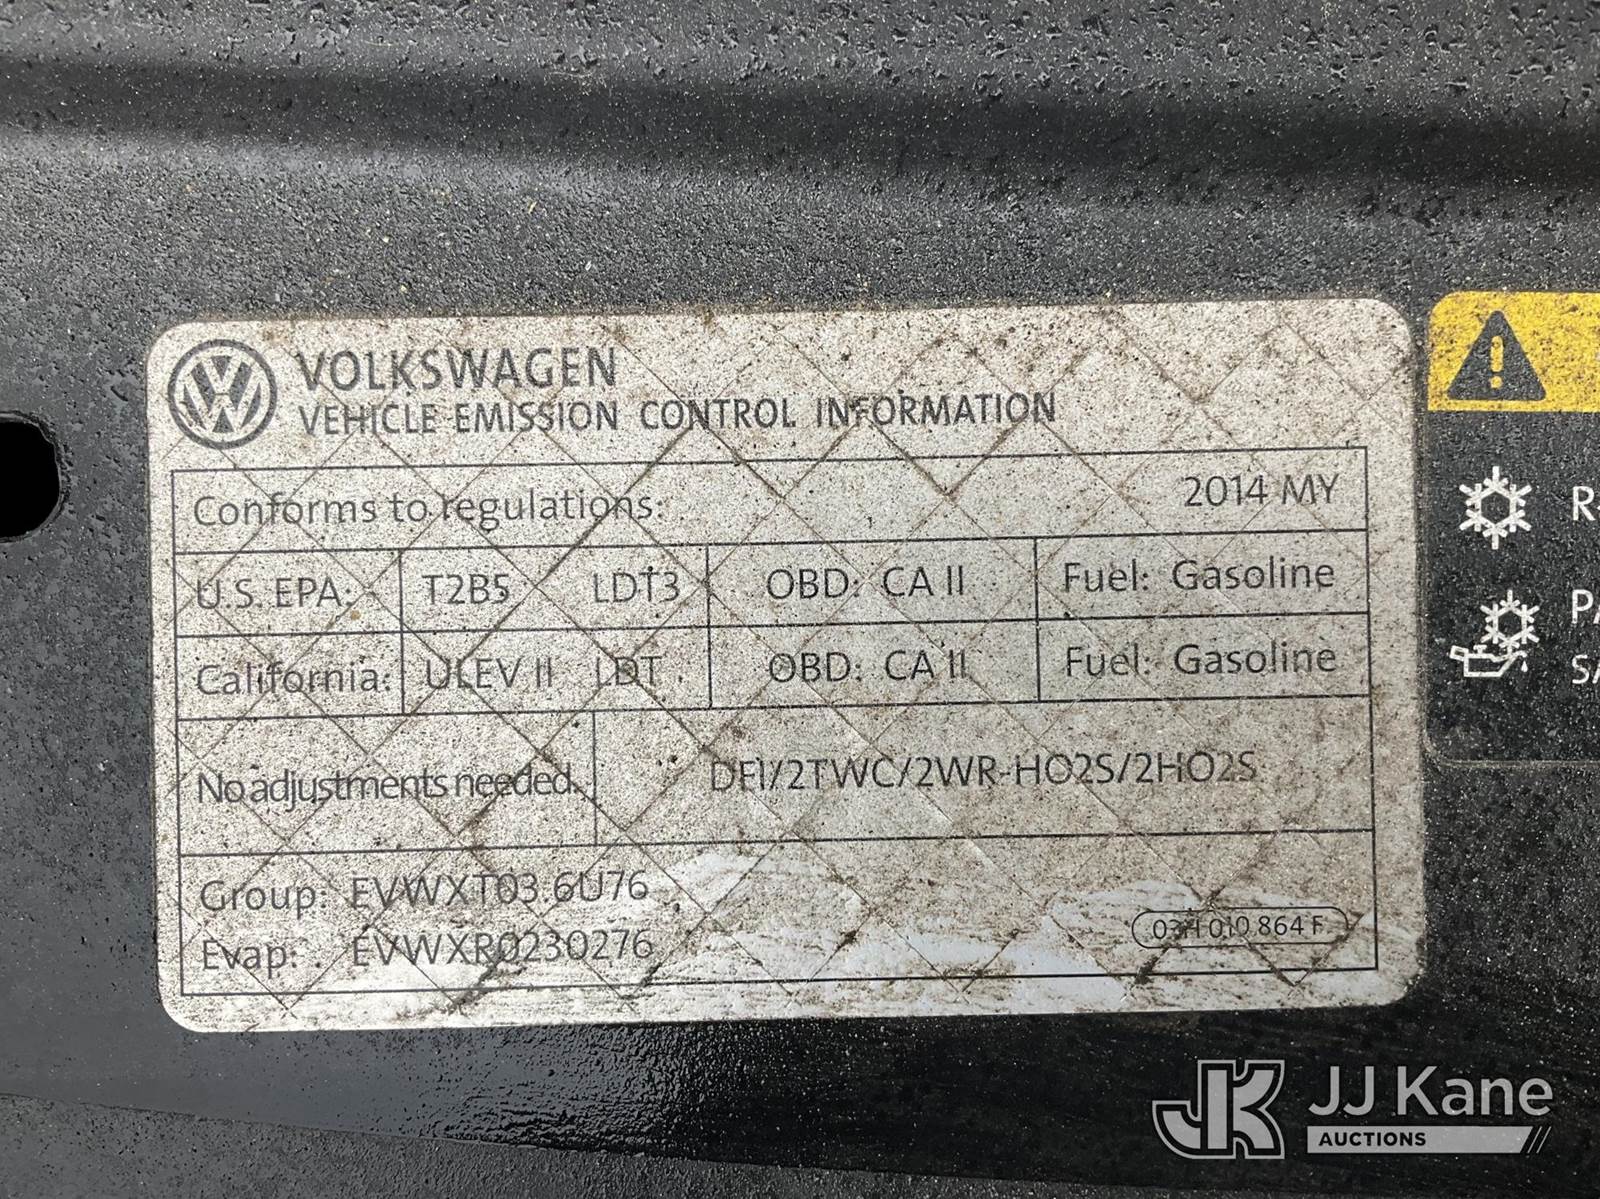 VOLKSWAGEN
VEHICLE EMISSION CONTROL INFORMATION
Conforms to regulations: 2014 MY
U.S. EPA: T2B5 LDT3 OBD: CA II Fuel: Gasoline
California: ULEV II LDT OBD: CA II Fuel: Gasoline
No adjustments needed. DFI/2TWC/2WR-HO2S/2HO2S
Group: EVWXT03.6U76
Evap: EVWXR0230276
03H 010 864 F
R-
PA
SA
JJ Kane
AUCTIONS